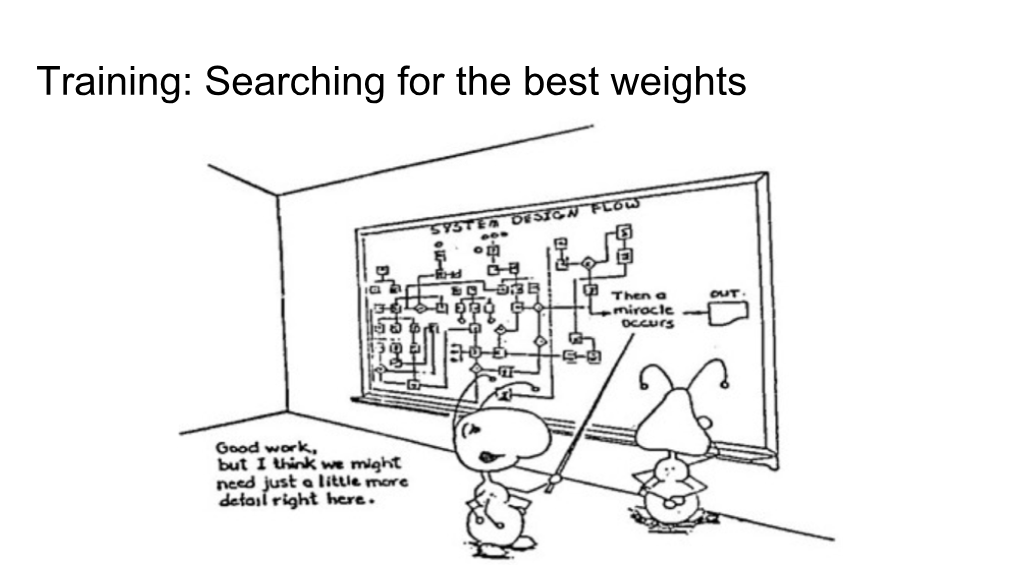 Training: Searching for the best weights
SYSTEM DESIGN FLOW
Then a
miracle
occurs
OUT.
Good work,
but I think we might
need just a little more
detail right here.